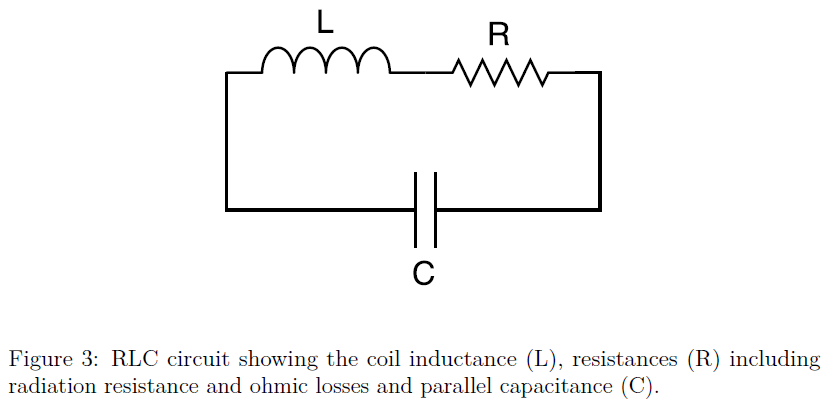 L
R
C
Figure 3: RLC circuit showing the coil inductance (L), resistances (R) including
radiation resistance and ohmic losses and parallel capacitance (C).